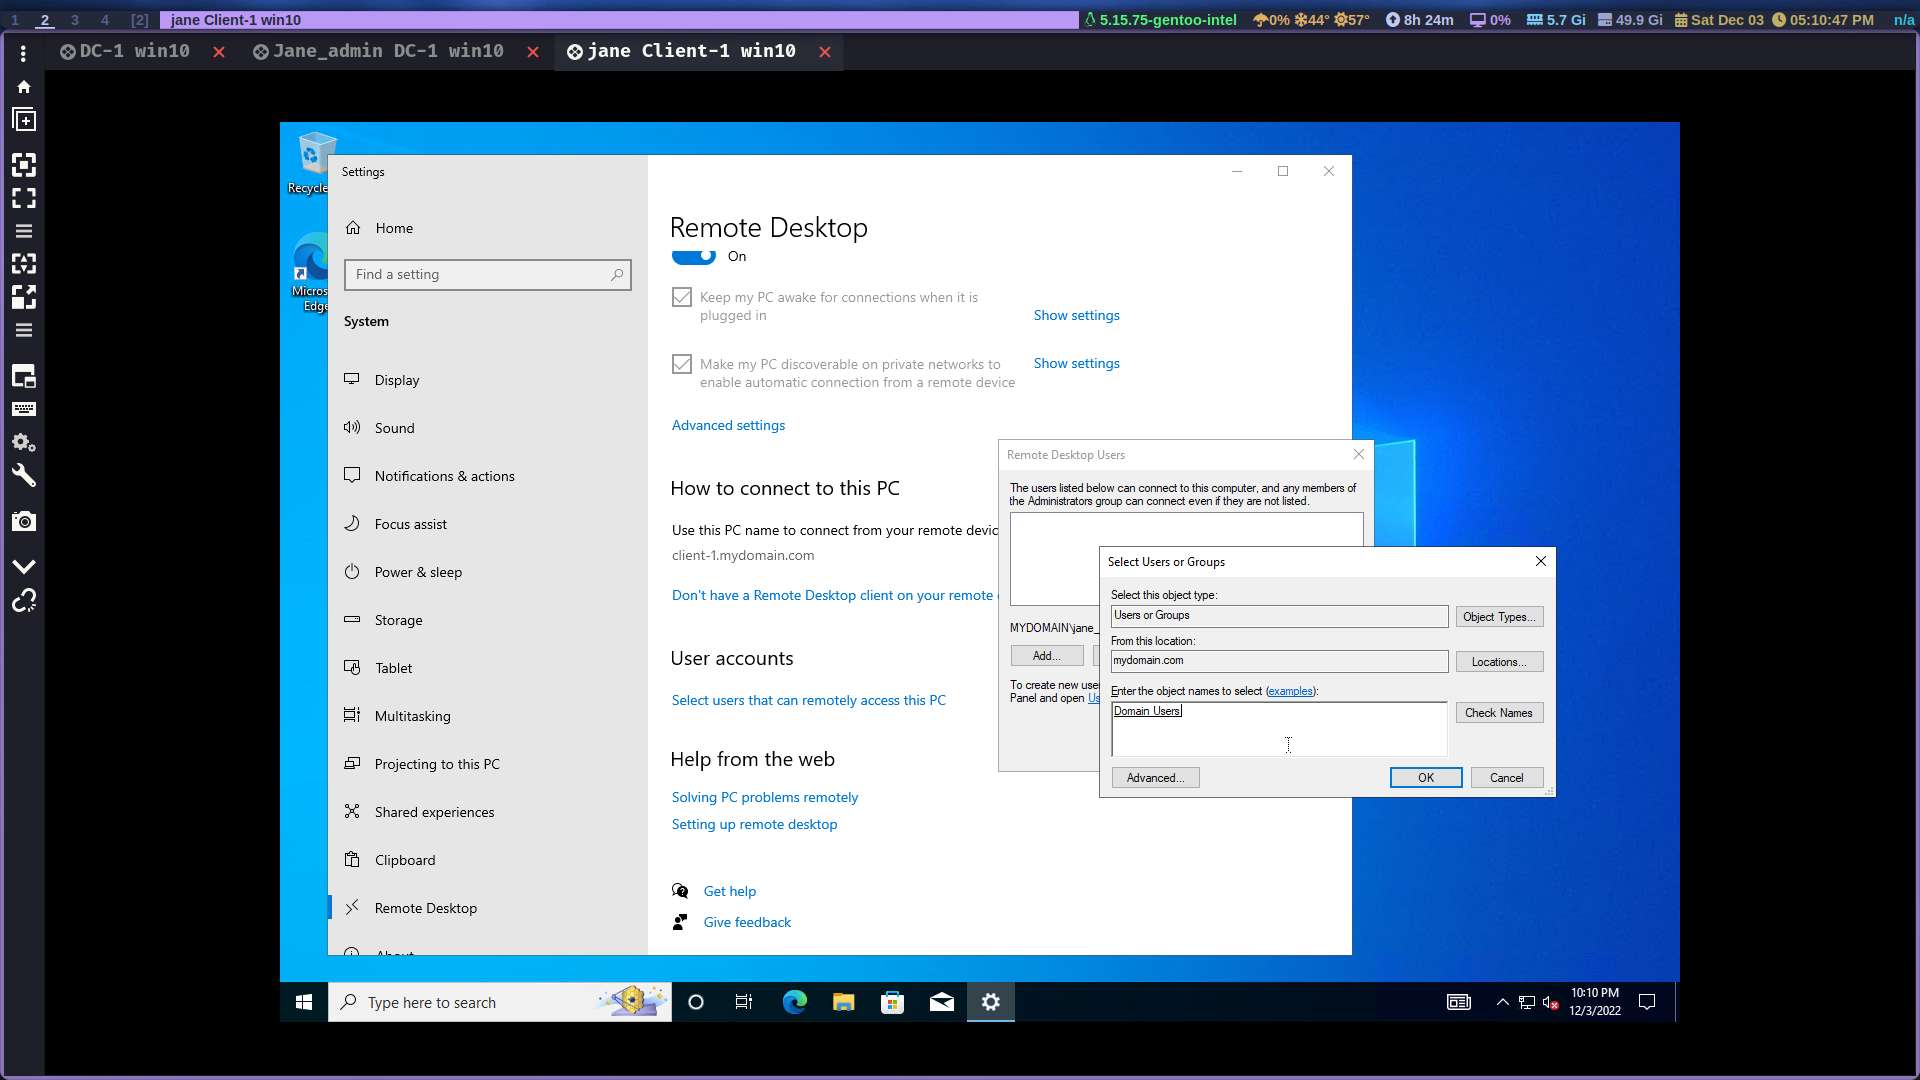 1 2 3 4 [2] jane Client-1 win10 5.15.75-gentoo-intel 0% 44° 57° 8h 24m 0% 5.7 Gi 49.9 Gi Sat Dec 03 05:10:47 PM n/a
DC-1 win10 Jane_admin DC-1 win10 jane Client-1 win10
Recycle
Micros
Edge
Settings
Home
Find a setting
System
Display
Sound
Notifications & actions
Focus assist
Power & sleep
Storage
Tablet
Multitasking
Projecting to this PC
Shared experiences
Clipboard
Remote Desktop
About
Remote Desktop
On
Keep my PC awake for connections when it is
plugged in
Show settings
Make my PC discoverable on private networks to
enable automatic connection from a remote device
Show settings
Advanced settings
How to connect to this PC
Use this PC name to connect from your remote devic
client-1.mydomain.com
Don't have a Remote Desktop client on your remote
User accounts
Select users that can remotely access this PC
Help from the web
Solving PC problems remotely
Setting up remote desktop
Get help
Give feedback
Remote Desktop Users
The users listed below can connect to this computer, and any members of
the Administrators group can connect even if they are not listed.
MYDOMAIN\jane_
Add...
To create new user
Panel and open Us
Select Users or Groups
Select this object type:
Users or Groups
Object Types...
From this location:
mydomain.com
Locations...
Enter the object names to select (examples):
Domain Users
Check Names
Advanced...
OK
Cancel
Type here to search
10:10 PM
12/3/2022